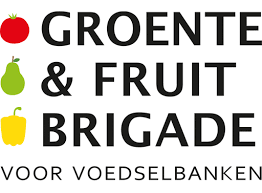 GROENTE
& FRUIT
BRIGADE
VOOR VOEDSELBANKEN